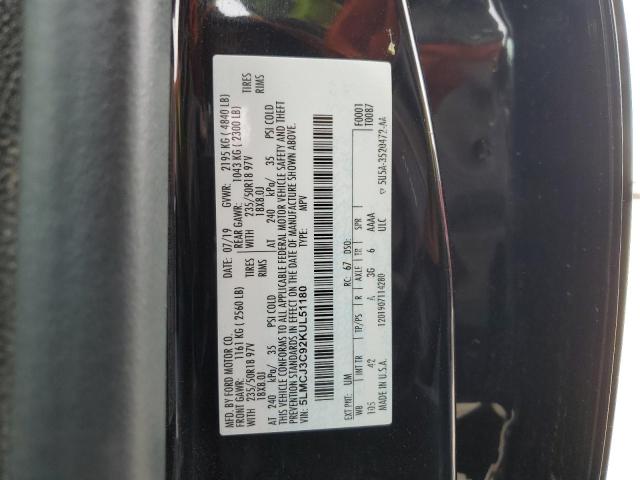 MFD. BY FORD MOTOR CO.
DATE: 07/19 GVWR: 2195 KG ( 4840 LB)
FRONT GAWR: 1161 KG ( 2560 LB) REAR GAWR: 1043 KG ( 2300 LB)
WITH 235/50R18 97V TIRES WITH 235/50R18 97V TIRES
18X8.0J RIMS 18X8.0J RIMS
AT 240 kPa/ 35 PSI COLD AT 240 kPa/ 35 PSI COLD
THIS VEHICLE CONFORMS TO ALL APPLICABLE FEDERAL MOTOR VEHICLE SAFETY AND THEFT
PREVENTION STANDARDS IN EFFECT ON THE DATE OF MANUFACTURE SHOWN ABOVE.
VIN: 5LMCJ3C92KUL51180 TYPE: MPV
F0001
T0087
EXT PNT: UM RC: 67 DSO:
WB INT TR TP/PS R AXLE TR SPR
105 42 A 3G 6 AAAA
MADE IN U.S.A. ULC
5U5A-3520472-AA